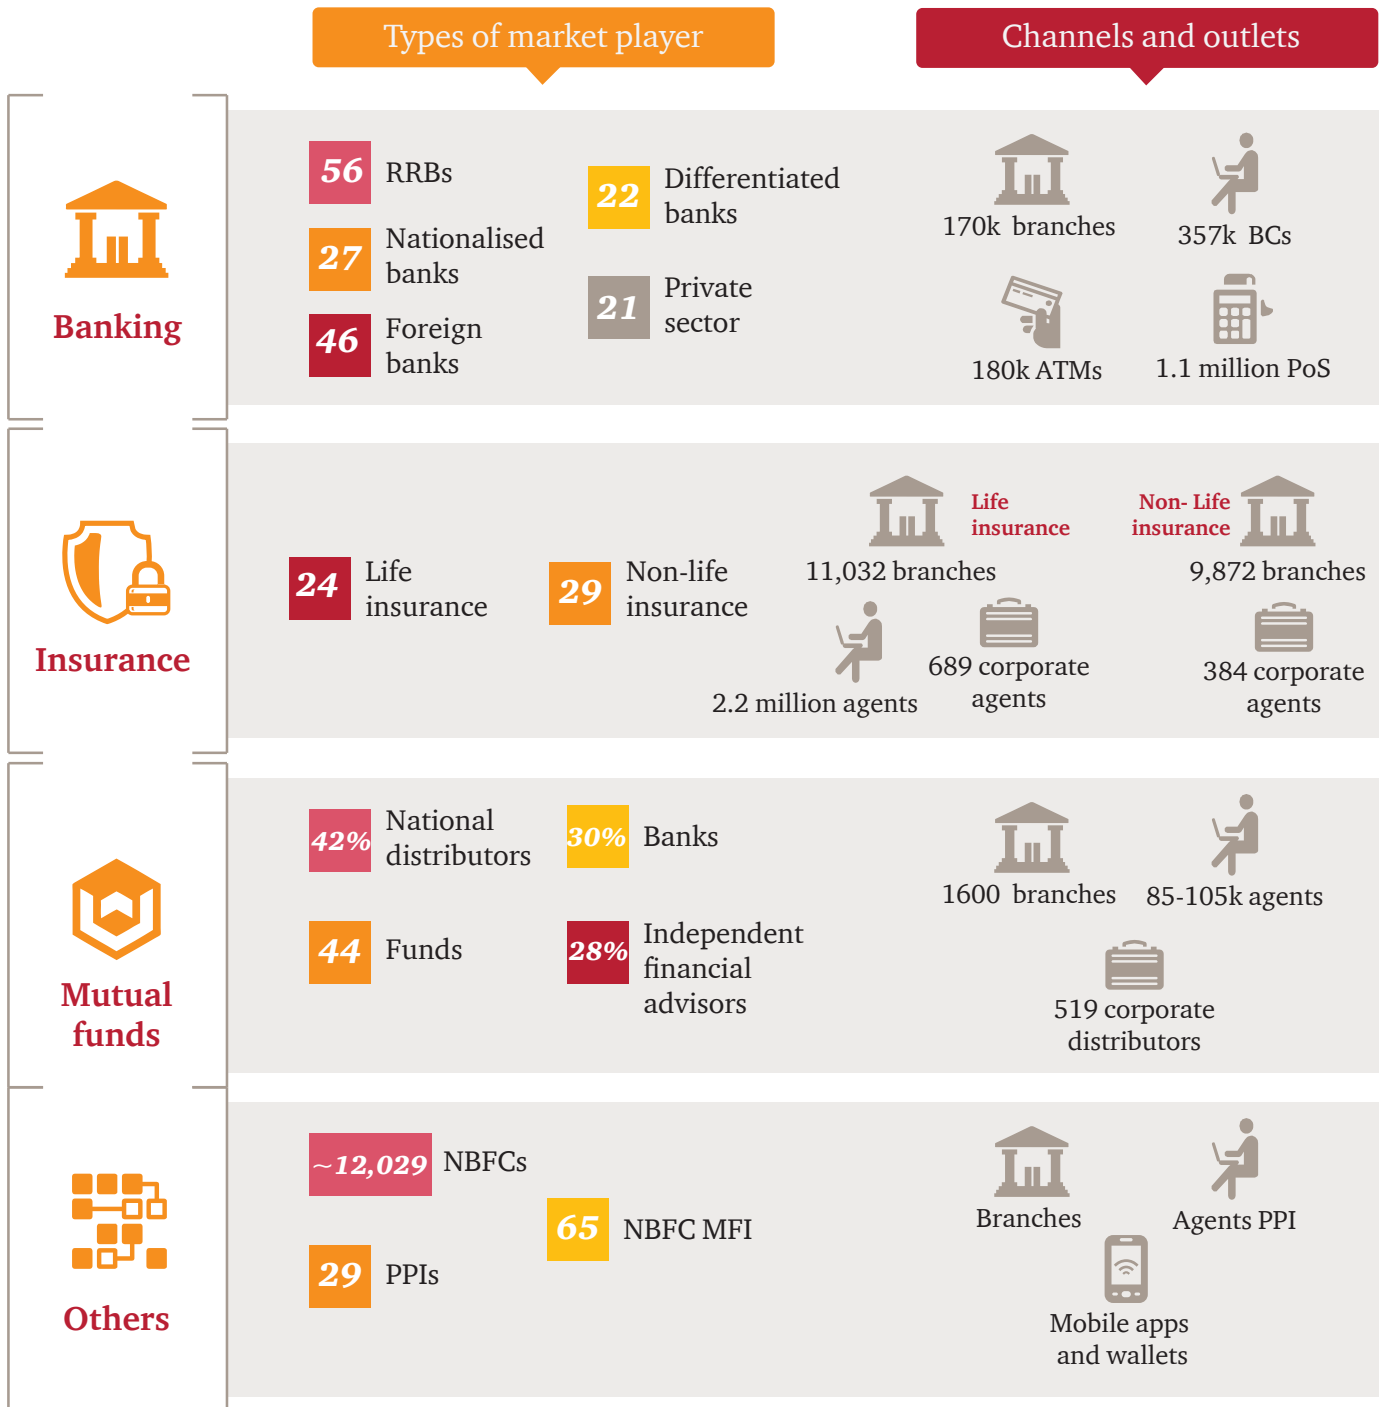 Types of market player
Channels and outlets
Banking
56 RRBs
27 Nationalised
banks
46 Foreign
banks
22 Differentiated
banks
21 Private
sector
170k branches
357k BCs
180k ATMs
1.1 million PoS
Insurance
24 Life
insurance
29 Non-life
insurance
Life
insurance
11,032 branches
2.2 million agents
689 corporate
agents
Non- Life
insurance
9,872 branches
384 corporate
agents
Mutual
funds
42% National
distributors
44 Funds
30% Banks
28% Independent
financial
advisors
1600 branches
85-105k agents
519 corporate
distributors
Others
~12,029 NBFCs
29 PPIs
65 NBFC MFI
Branches
Agents PPI
Mobile apps
and wallets